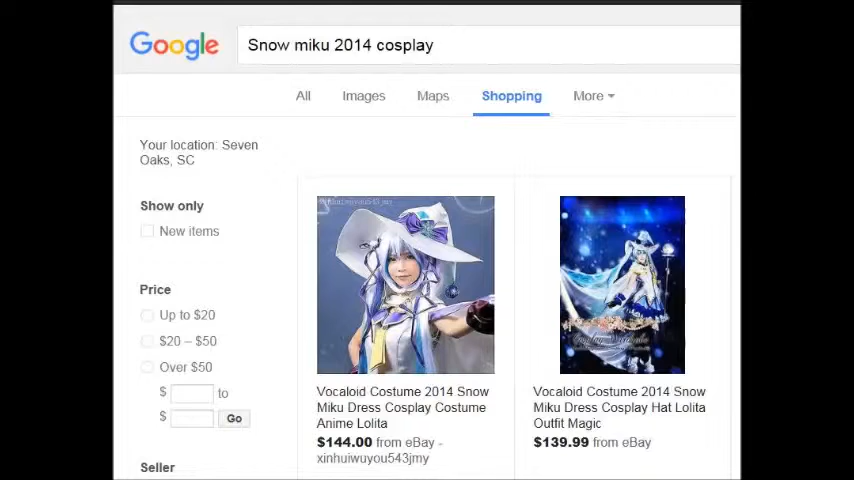 Google
Snow miku 2014 cosplay
All Images Maps Shopping More
Your location: Seven
Oaks, SC
Show only
New items
Price
Up to $20
$20 – $50
Over $50
$ to
$ Go
Seller
Vocaloid Costume 2014 Snow
Miku Dress Cosplay Costume
Anime Lolita
$144.00 from eBay -
xinhuiwuyou543jmy
Vocaloid Costume 2014 Snow
Miku Dress Cosplay Hat Lolita
Outfit Magic
$139.99 from eBay